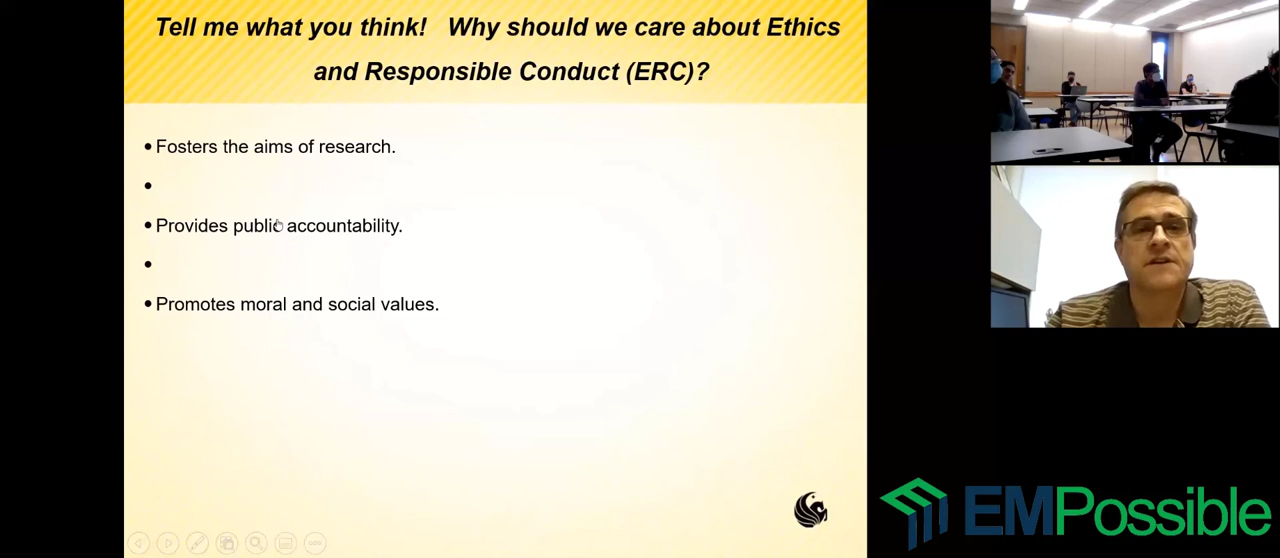 Tell me what you think! Why should we care about Ethics
and Responsible Conduct (ERC)?
• Fosters the aims of research.
•
• Provides public accountability.
•
• Promotes moral and social values.
EMPossible